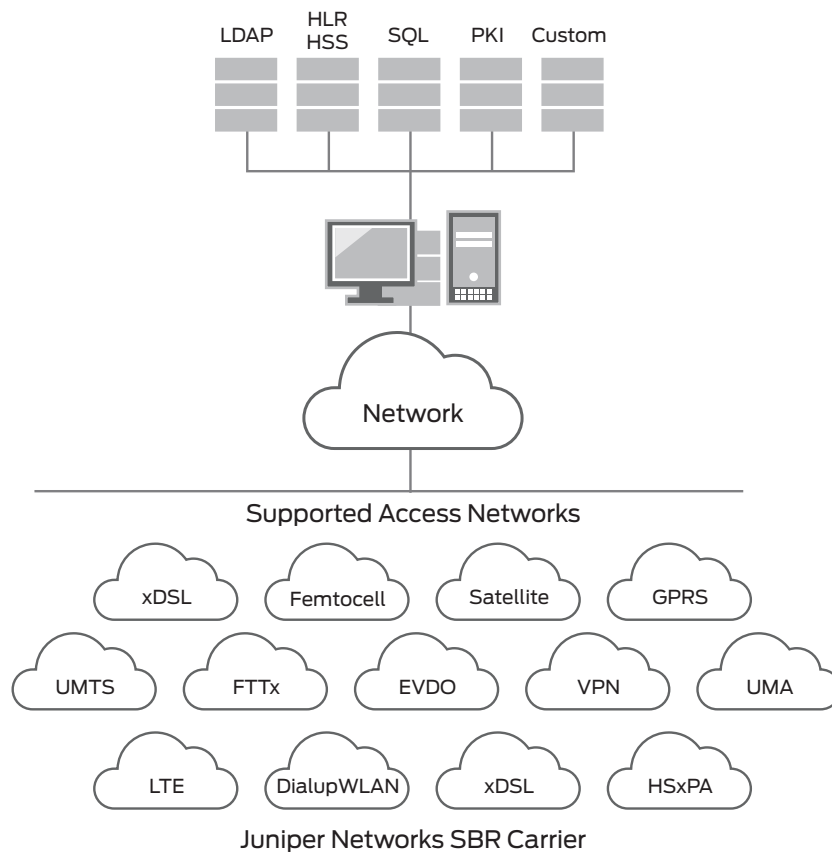 LDAP
HLR
HSS
SQL
PKI
Custom
Network
Supported Access Networks
xDSL
Femtocell
Satellite
GPRS
UMTS
FTTx
EVDO
VPN
UMA
LTE
DialupWLAN
xDSL
HSxPA
Juniper Networks SBR Carrier